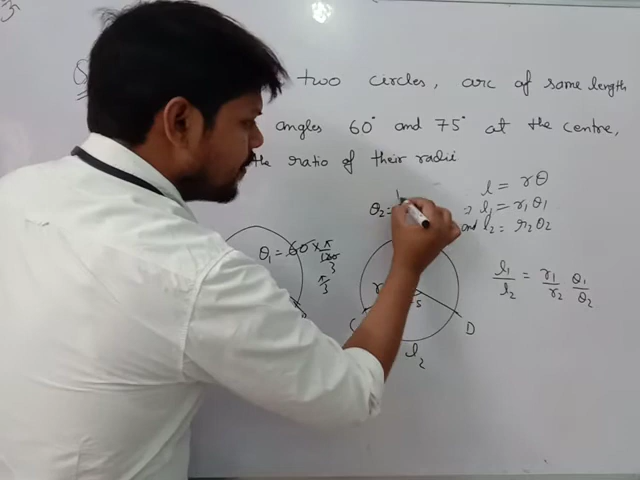 two circles, arc of same length
angles 60° and 75° at the centre,
the ratio of their radii
l = rθ
⇒ l₁ = r₁θ₁
and l₂ = r₂θ₂
l₁/l₂ = r₁/r₂ θ₁/θ₂
θ₁ = 60 × π/180
3
π/3
θ₂ =
r
C
D
l₂